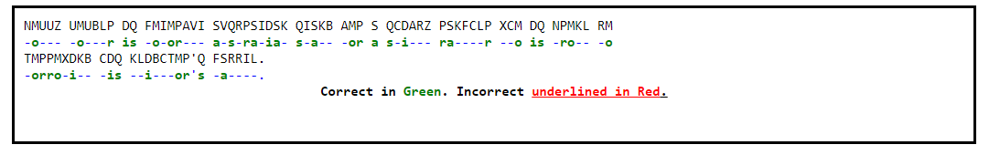 NMUUZ UMUBLP DQ FMIMPAVI SVQRPSIDSK QISKB AMP S QCDARZ PSKFCLP XCM DQ NPMKL RM
-o--- -o---r is -o-or--- a-s-ra-ia- s-a-- -or a s-i--- ra----r --o is -ro-- -o
TMPPMXDKB CDQ KLDBCTMP'Q FSRRIL.
-orro-i-- -is --i---or's -a----.
Correct in Green. Incorrect underlined in Red.